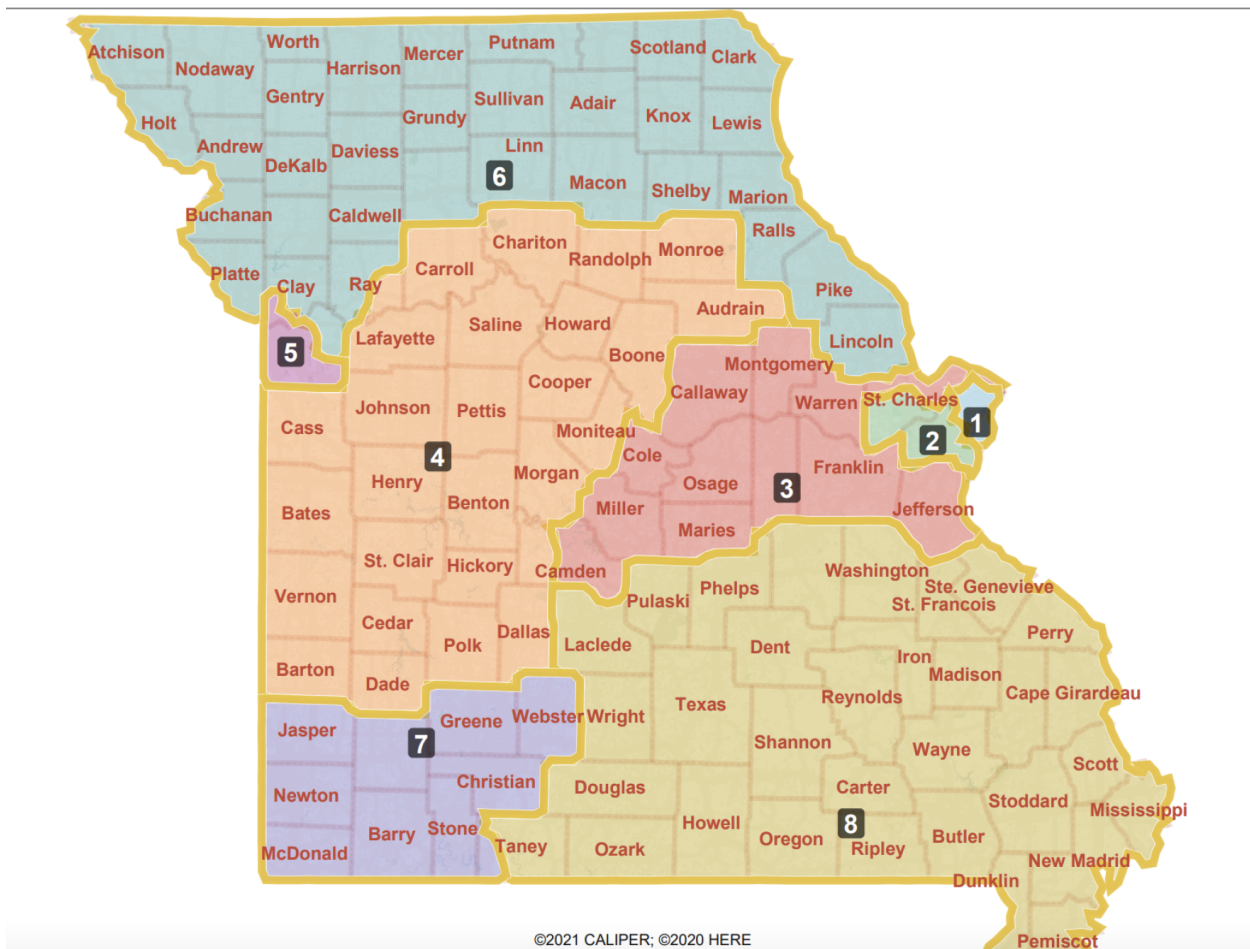 Atchison
Nodaway
Worth
Harrison
Mercer
Putnam
Scotland
Clark
Gentry
Sullivan
Adair
Knox
Lewis
Holt
Grundy
Andrew
DeKalb
Daviess
Linn
6
Macon
Shelby
Marion
Buchanan
Caldwell
Ralls
Chariton
Randolph
Monroe
Platte
Clay
Ray
Carroll
Pike
Audrain
Lafayette
Saline
Howard
Lincoln
5
Boone
Montgomery
Cooper
Callaway
Warren
St. Charles
1
Johnson
Pettis
Cass
Moniteau
2
4
Cole
Franklin
Henry
Morgan
Osage
3
Bates
Benton
Miller
Jefferson
Maries
St. Clair
Hickory
Camden
Washington
Vernon
Pulaski
Phelps
Ste. Genevieve
St. Francois
Cedar
Polk
Dallas
Laclede
Dent
Perry
Iron
Barton
Dade
Madison
Cape Girardeau
Texas
Reynolds
Jasper
Greene
Webster
Wright
7
Shannon
Wayne
Scott
Newton
Christian
Douglas
Carter
Stoddard
Mississippi
McDonald
Barry
Stone
Taney
Ozark
Howell
Oregon
8
Ripley
Butler
New Madrid
Dunklin
Pemiscot
©2021 CALIPER; ©2020 HERE